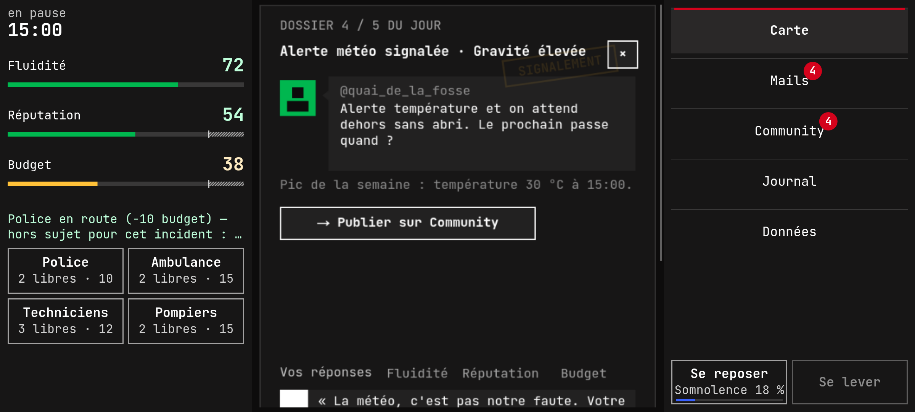 en pause
15:00
Fluidité 72
Réputation 54
Budget 38
Police en route (-10 budget) —
hors sujet pour cet incident : …
Police
2 libres · 10
Ambulance
2 libres · 15
Techniciens
3 libres · 12
Pompiers
2 libres · 15
DOSSIER 4 / 5 DU JOUR
Alerte météo signalée · Gravité élevée
×
SIGNALEMENT
@quai_de_la_fosse
Alerte température et on attend
dehors sans abri. Le prochain passe
quand ?
Pic de la semaine : température 30 °C à 15:00.
→ Publier sur Community
Vos réponses Fluidité Réputation Budget
« La météo, c'est pas notre faute. Votre
Carte
Mails 4
Community 4
Journal
Données
Se reposer
Somnolence 18 %
Se lever